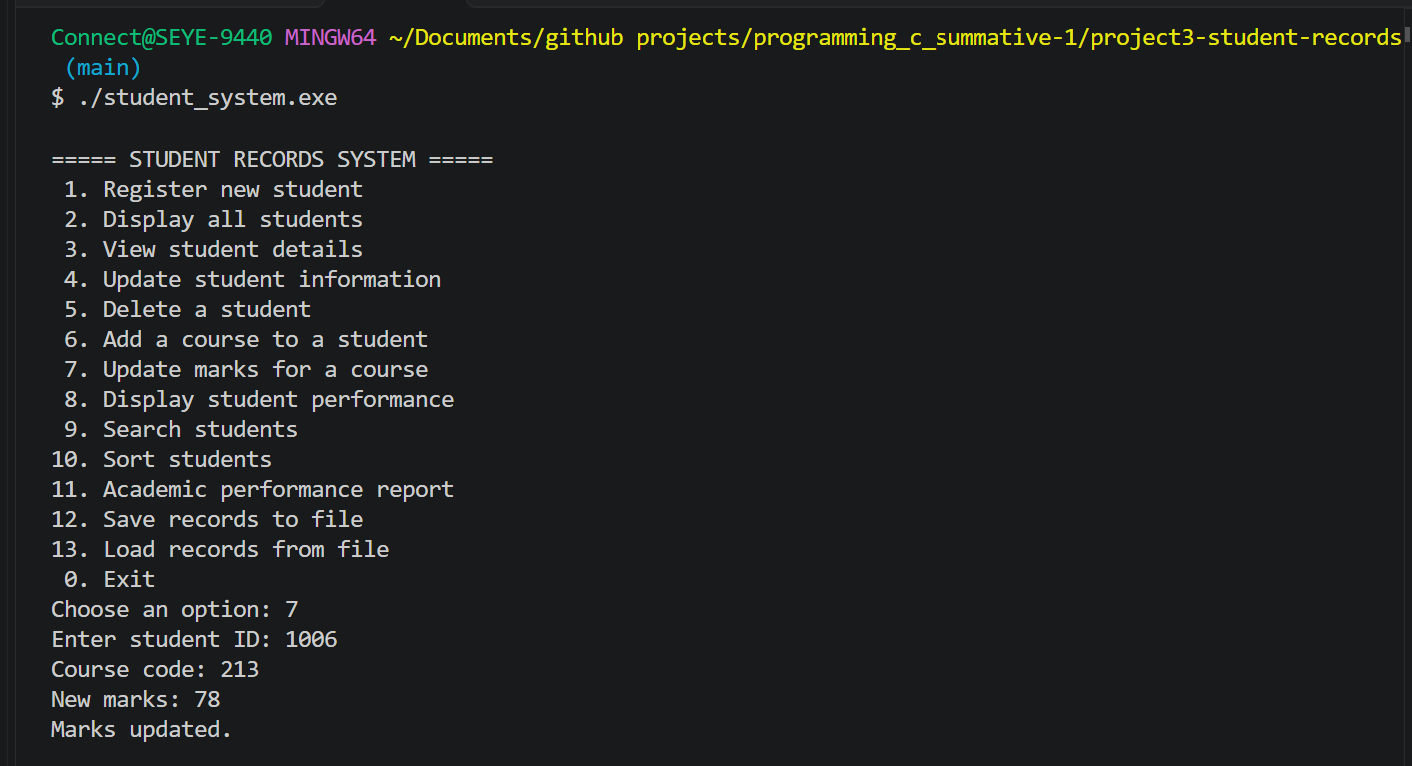 Connect@SEYE-9440 MINGW64 ~/Documents/github projects/programming_c_summative-1/project3-student-records
(main)
$ ./student_system.exe
===== STUDENT RECORDS SYSTEM =====
1. Register new student
2. Display all students
3. View student details
4. Update student information
5. Delete a student
6. Add a course to a student
7. Update marks for a course
8. Display student performance
9. Search students
10. Sort students
11. Academic performance report
12. Save records to file
13. Load records from file
0. Exit
Choose an option: 7
Enter student ID: 1006
Course code: 213
New marks: 78
Marks updated.